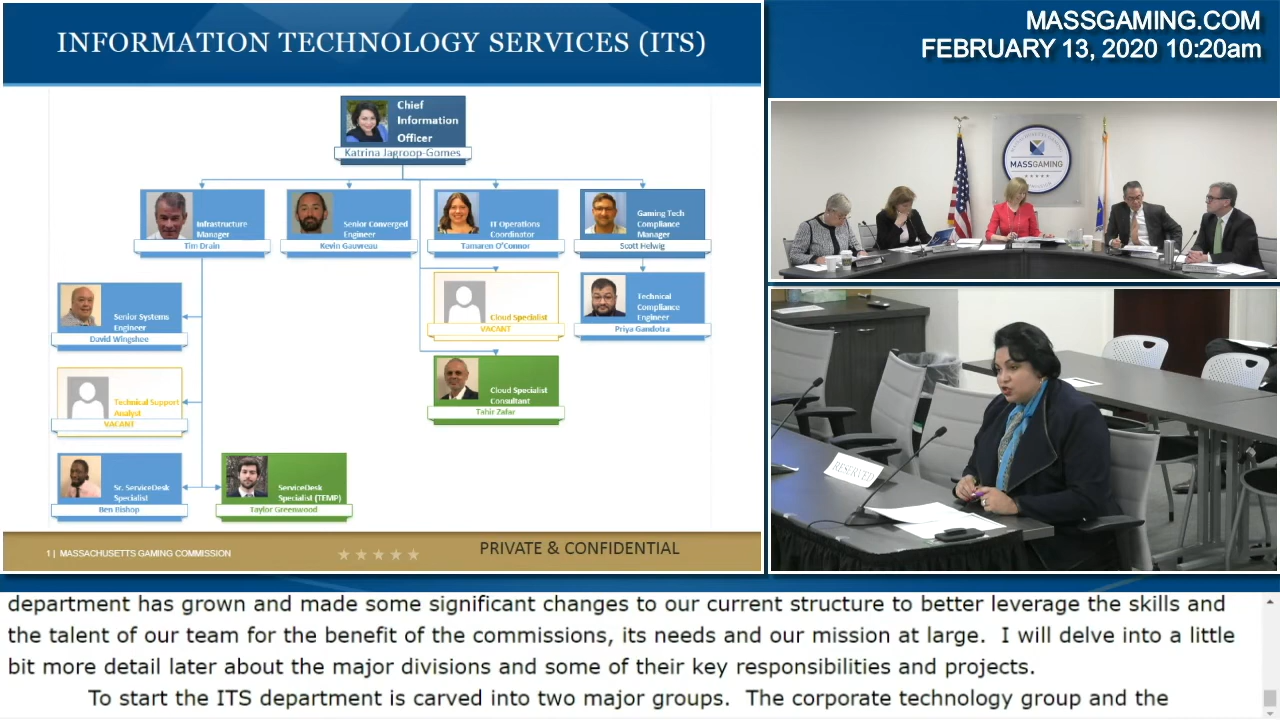 INFORMATION TECHNOLOGY SERVICES (ITS)
Chief
Information
Officer
Katrina Jagroop-Gomes
Infrastructure
Manager
Tim Drain
Senior Converged
Engineer
Kevin Gauvreau
IT Operations
Coordinator
Tamaren O'Connor
Gaming Tech
Compliance
Manager
Scott Helwig
Senior Systems
Engineer
David Wingshee
Cloud Specialist
VACANT
Technical
Compliance
Engineer
Priya Gandotra
Technical Support
Analyst
VACANT
Cloud Specialist
Consultant
Tahir Zafar
Sr. ServiceDesk
Specialist
Ben Bishop
ServiceDesk
Specialist (TEMP)
Taylor Greenwood
1 | MASSACHUSETTS GAMING COMMISSION
PRIVATE & CONFIDENTIAL
MASSGAMING.COM
FEBRUARY 13, 2020 10:20am
MASSGAMING
RESERVED
department has grown and made some significant changes to our current structure to better leverage the skills and
the talent of our team for the benefit of the commissions, its needs and our mission at large. I will delve into a little
bit more detail later about the major divisions and some of their key responsibilities and projects.
To start the ITS department is carved into two major groups. The corporate technology group and the